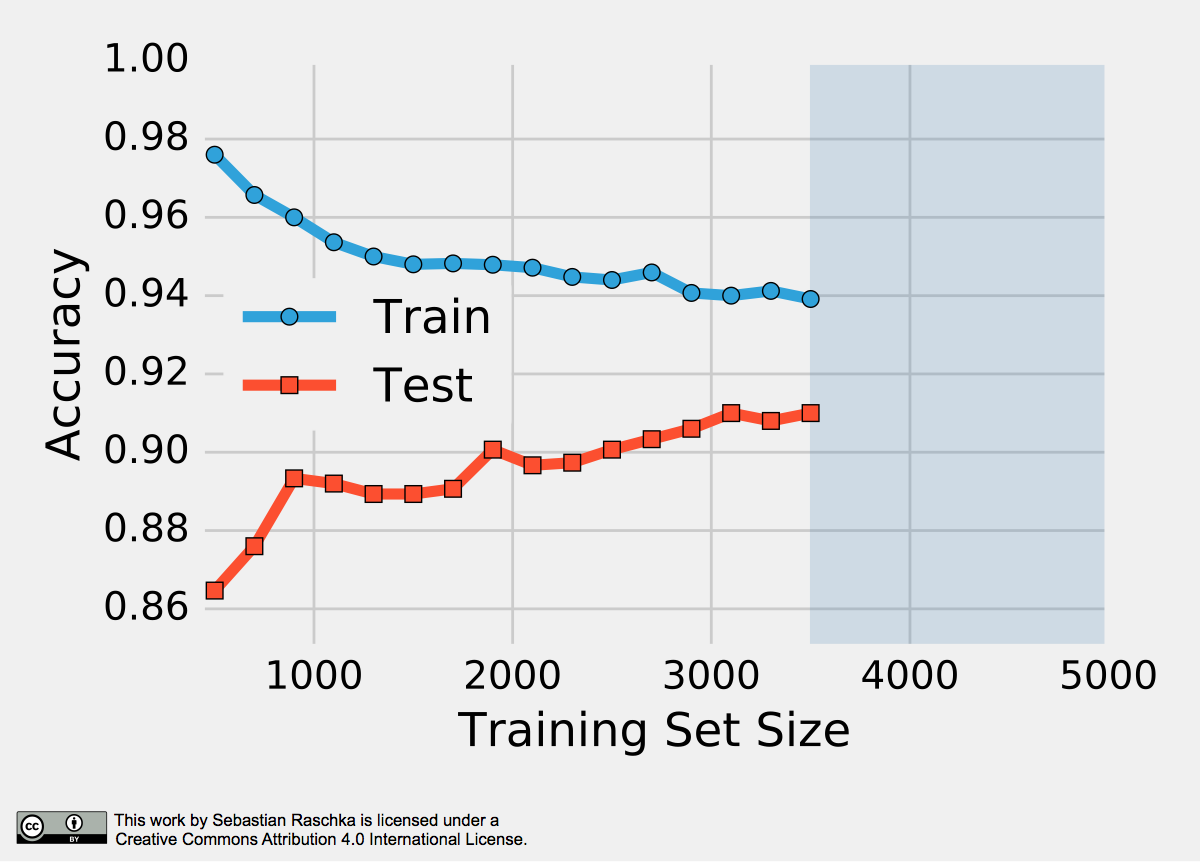 1.00
0.98
0.96
0.94
0.92
0.90
0.88
0.86
Accuracy
Train
Test
1000 2000 3000 4000 5000
Training Set Size
cc BY
This work by Sebastian Raschka is licensed under a
Creative Commons Attribution 4.0 International License.